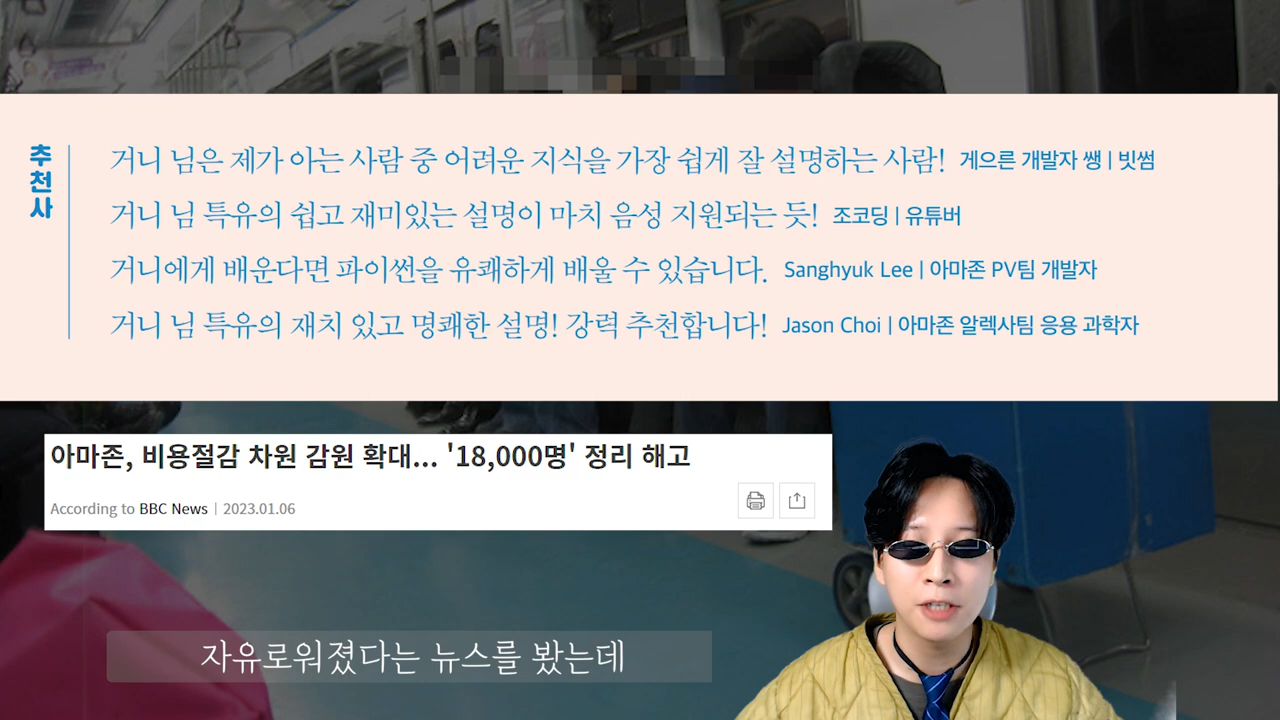 추천사
거니 님은 제가 아는 사람 중 어려운 지식을 가장 쉽게 잘 설명하는 사람! 게으른 개발자 쌩 | 빗썸
거니 님 특유의 쉽고 재미있는 설명이 마치 음성 지원되는 듯! 조코딩 | 유튜버
거니에게 배운다면 파이썬을 유쾌하게 배울 수 있습니다. Sanghyuk Lee | 아마존 PV팀 개발자
거니 님 특유의 재치 있고 명쾌한 설명! 강력 추천합니다! Jason Choi | 아마존 알렉사팀 응용 과학자
아마존, 비용절감 차원 감원 확대... '18,000명' 정리 해고
According to BBC News | 2023.01.06
자유로워졌다는 뉴스를 봤는데